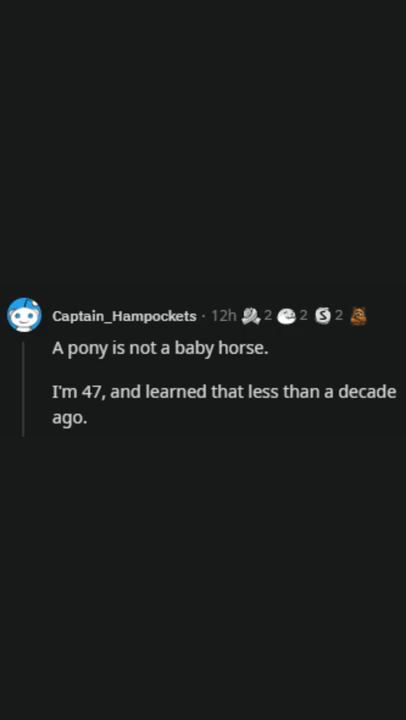 Captain_Hampockets · 12h 2 2 S 2
A pony is not a baby horse.
I'm 47, and learned that less than a decade
ago.